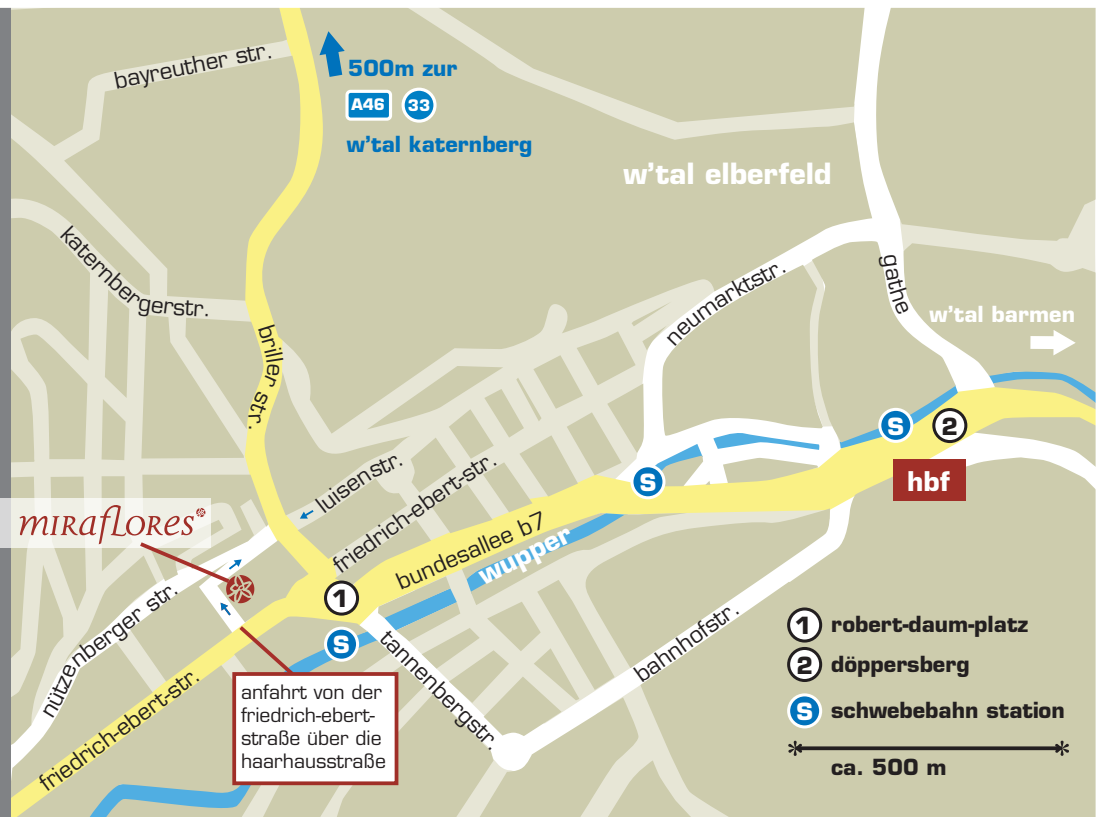 bayreuther str.
500m zur
A46 33
w'tal katernberg
w'tal elberfeld
katernbergerstr.
neumarktstr.
gathe
w'tal barmen
briller str.
S
2
hbf
luisenstr.
friedrich-ebert-str.
S
miraflores
bundesallee b7
wupper
nützenberger str.
1
S
tannenbergstr.
bahnhofstr.
friedrich-ebert-str.
anfahrt von der
friedrich-ebert-
straße über die
haarhausstraße
1 robert-daum-platz
2 döppersberg
S schwebebahn station
ca. 500 m